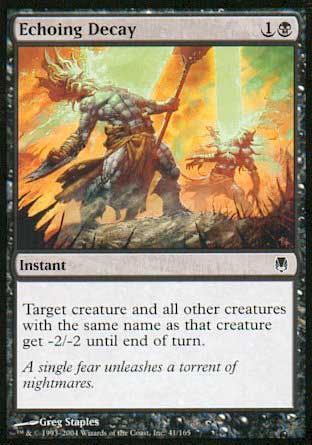 Echoing Decay 1
Instant
Target creature and all other creatures
with the same name as that creature
get -2/-2 until end of turn.
A single fear unleashes a torrent of
nightmares.
Greg Staples
™ & © 1993-2004 Wizards of the Coast, Inc. 41/165